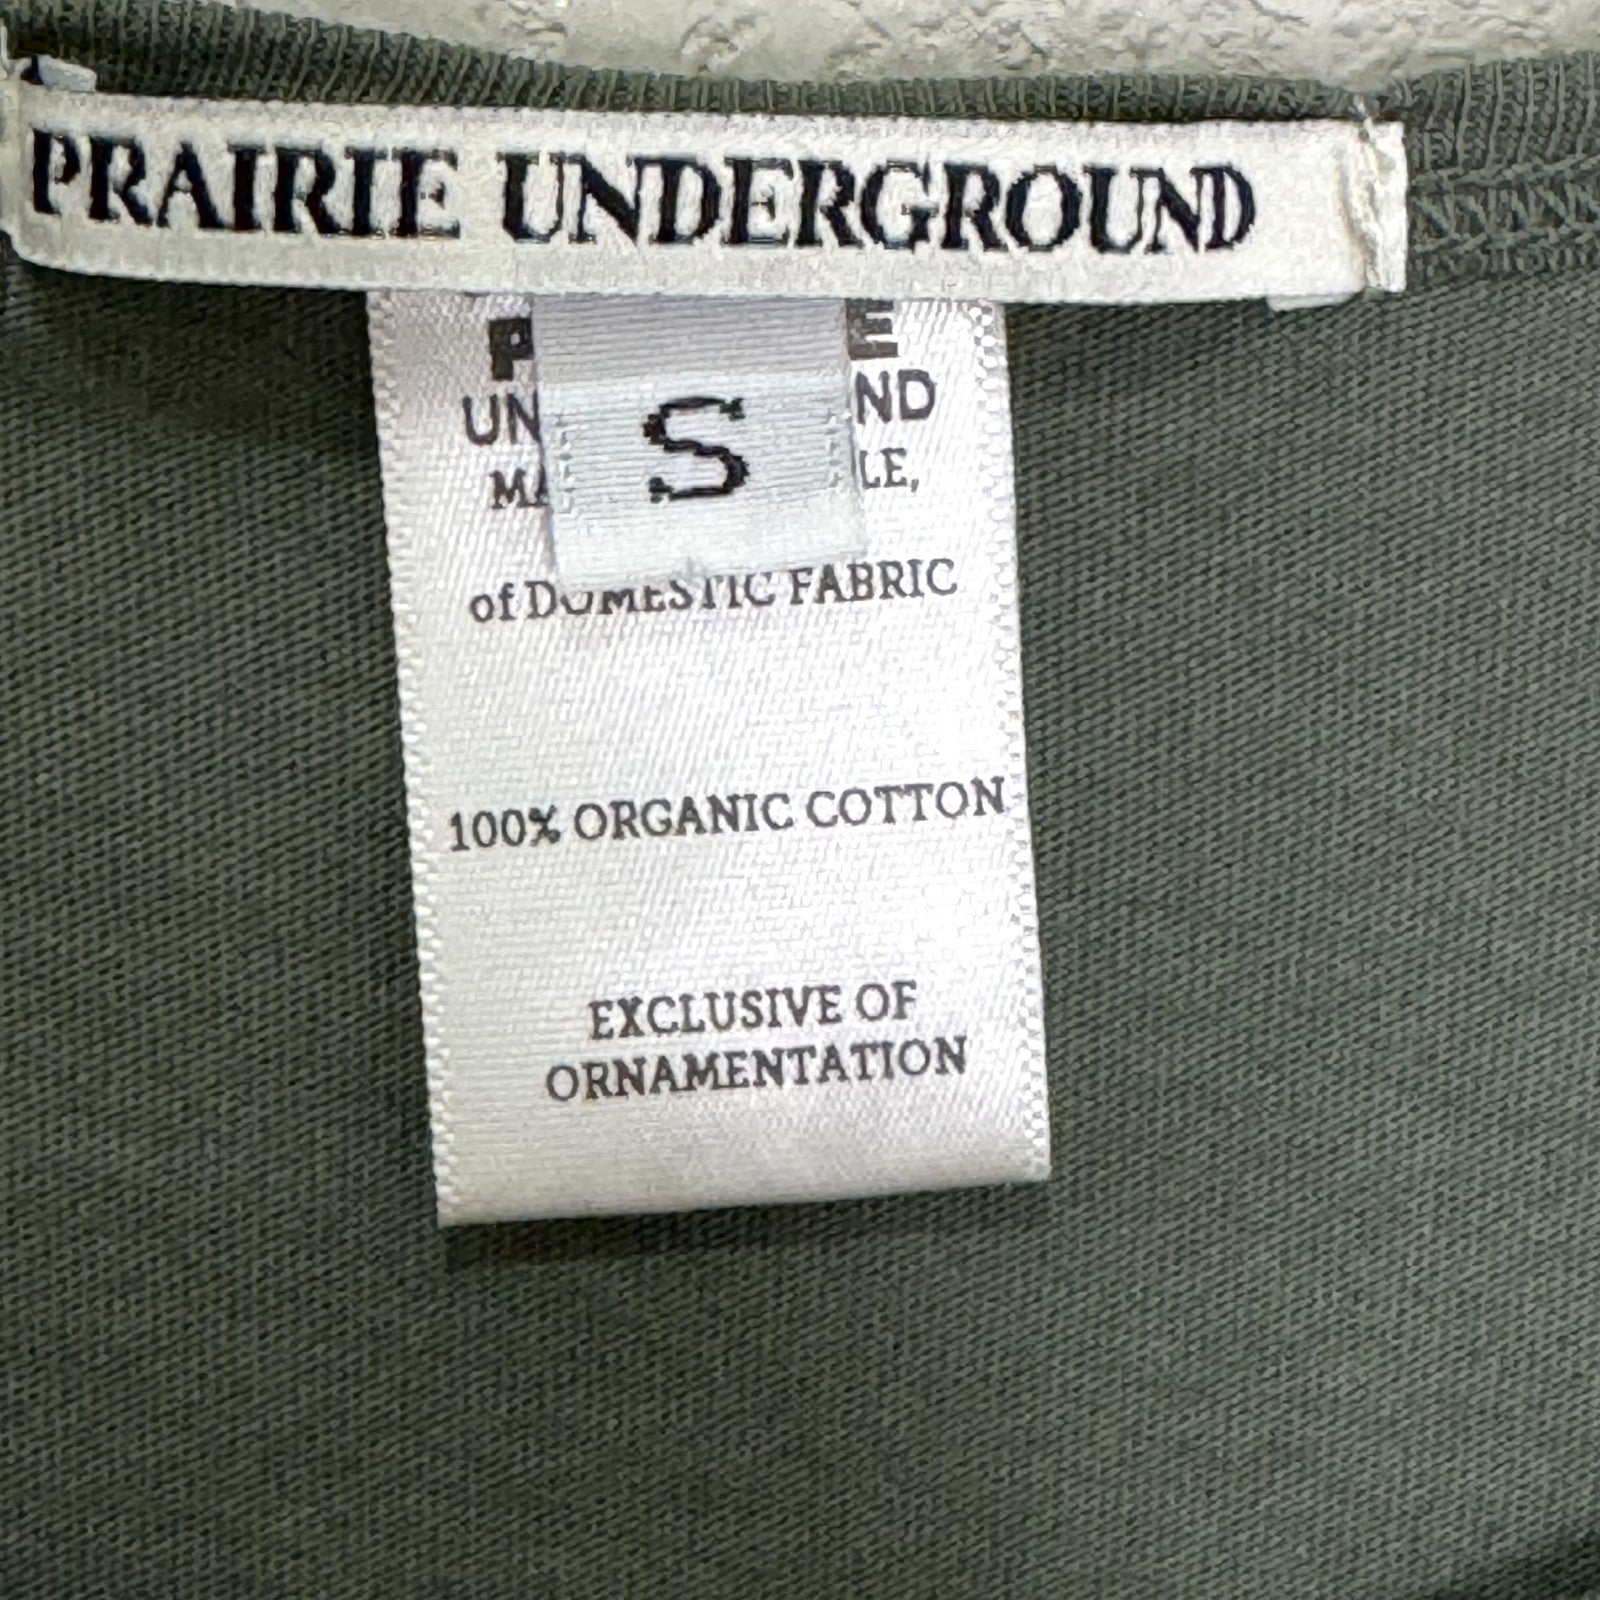 PRAIRIE UNDERGROUND
S
of DOMESTIC FABRIC
100% ORGANIC COTTON
EXCLUSIVE OF
ORNAMENTATION